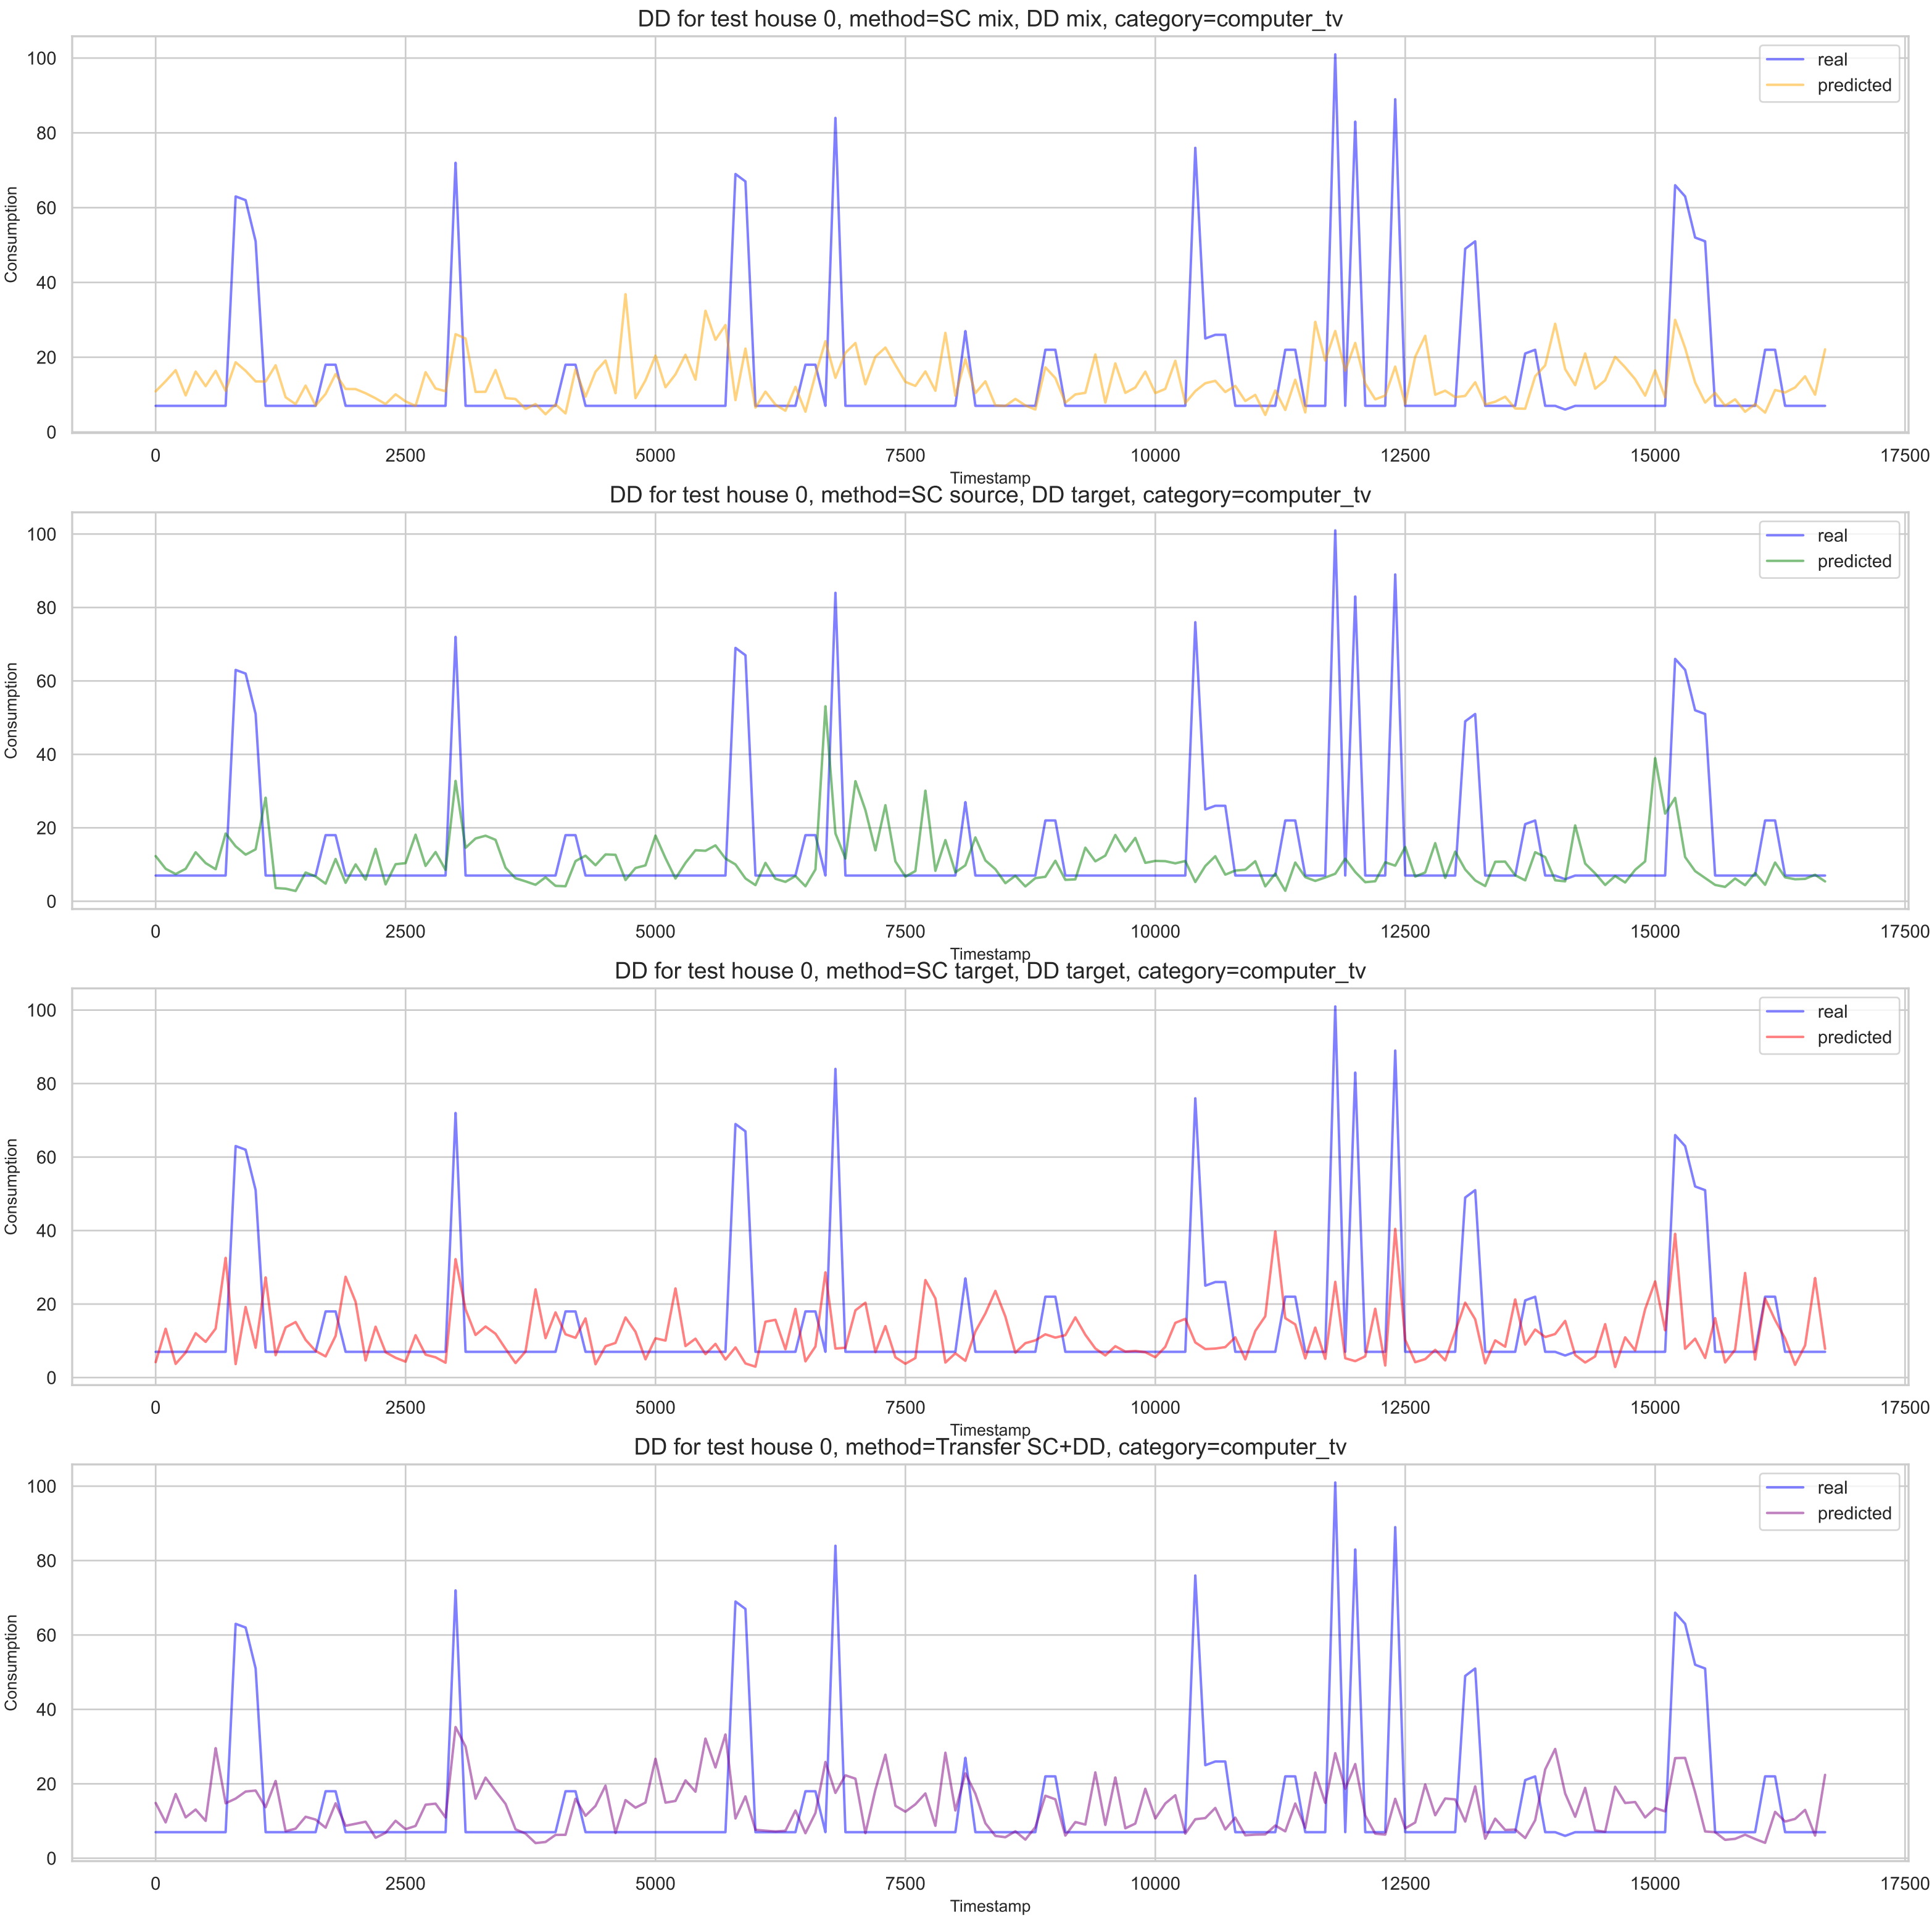 DD for test house 0, method=SC mix, DD mix, category=computer_tv
real
predicted
100
80
60
40
20
0
Consumption
0 2500 5000 7500 10000 12500 15000 17500
Timestamp
DD for test house 0, method=SC source, DD target, category=computer_tv
real
predicted
100
80
60
40
20
0
Consumption
0 2500 5000 7500 10000 12500 15000 17500
Timestamp
DD for test house 0, method=SC target, DD target, category=computer_tv
real
predicted
100
80
60
40
20
0
Consumption
0 2500 5000 7500 10000 12500 15000 17500
Timestamp
DD for test house 0, method=Transfer SC+DD, category=computer_tv
real
predicted
100
80
60
40
20
0
Consumption
0 2500 5000 7500 10000 12500 15000 17500
Timestamp